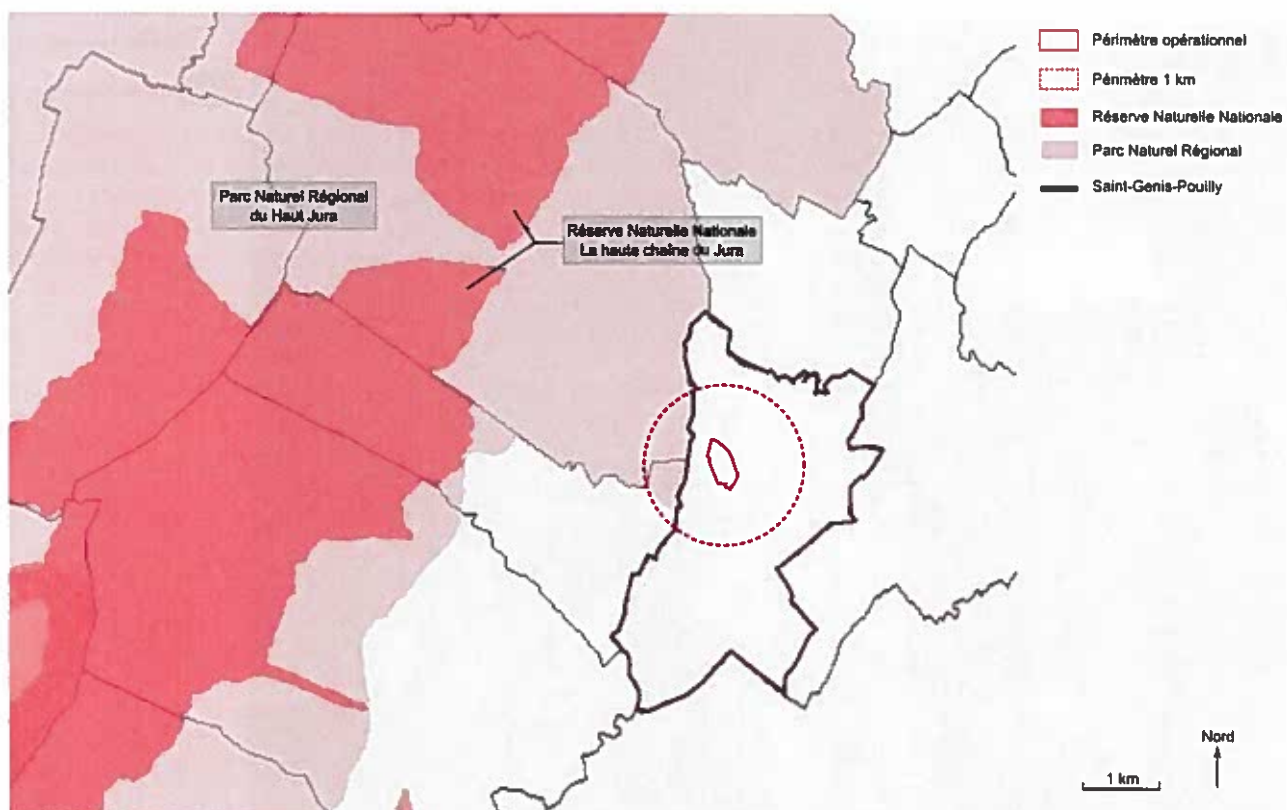 Périmètre opérationnel
Périmètre 1 km
Réserve Naturelle Nationale
Parc Naturel Régional
Saint-Genis-Pouilly
Parc Naturel Régional
du Haut Jura
Réserve Naturelle Nationale
La haute chaîne du Jura
Nord
1 km